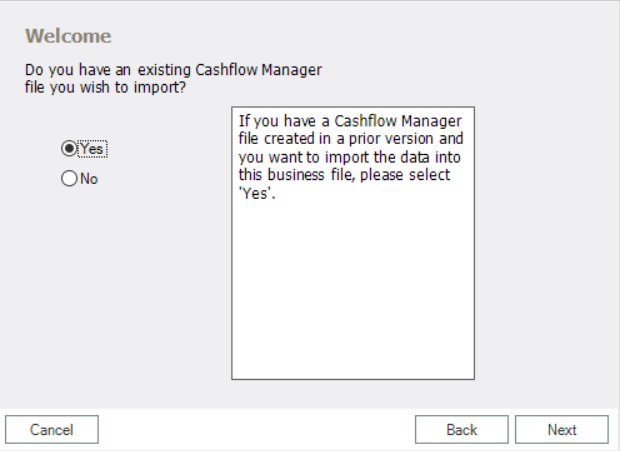 Welcome
Do you have an existing Cashflow Manager
file you wish to import?
Yes
No
If you have a Cashflow Manager
file created in a prior version and
you want to import the data into
this business file, please select
'Yes'.
Cancel
Back
Next